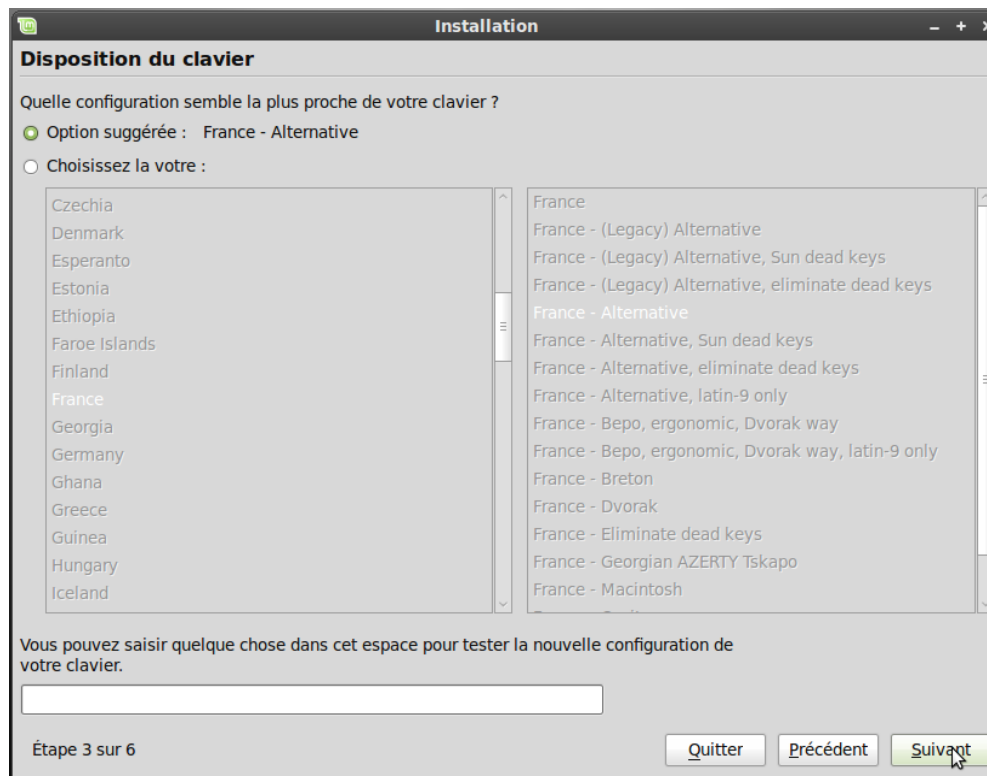 Installation
Disposition du clavier
Quelle configuration semble la plus proche de votre clavier ?
Option suggérée : France - Alternative
Choisissez la votre :
Czechia
Denmark
Esperanto
Estonia
Ethiopia
Faroe Islands
Finland
France
Georgia
Germany
Ghana
Greece
Guinea
Hungary
Iceland
France
France - (Legacy) Alternative
France - (Legacy) Alternative, Sun dead keys
France - (Legacy) Alternative, eliminate dead keys
France - Alternative
France - Alternative, Sun dead keys
France - Alternative, eliminate dead keys
France - Alternative, latin-9 only
France - Bepo, ergonomic, Dvorak way
France - Bepo, ergonomic, Dvorak way, latin-9 only
France - Breton
France - Dvorak
France - Eliminate dead keys
France - Georgian AZERTY Tskapo
France - Macintosh
Vous pouvez saisir quelque chose dans cet espace pour tester la nouvelle configuration de
votre clavier.
Étape 3 sur 6
Quitter
Précédent
Suivant